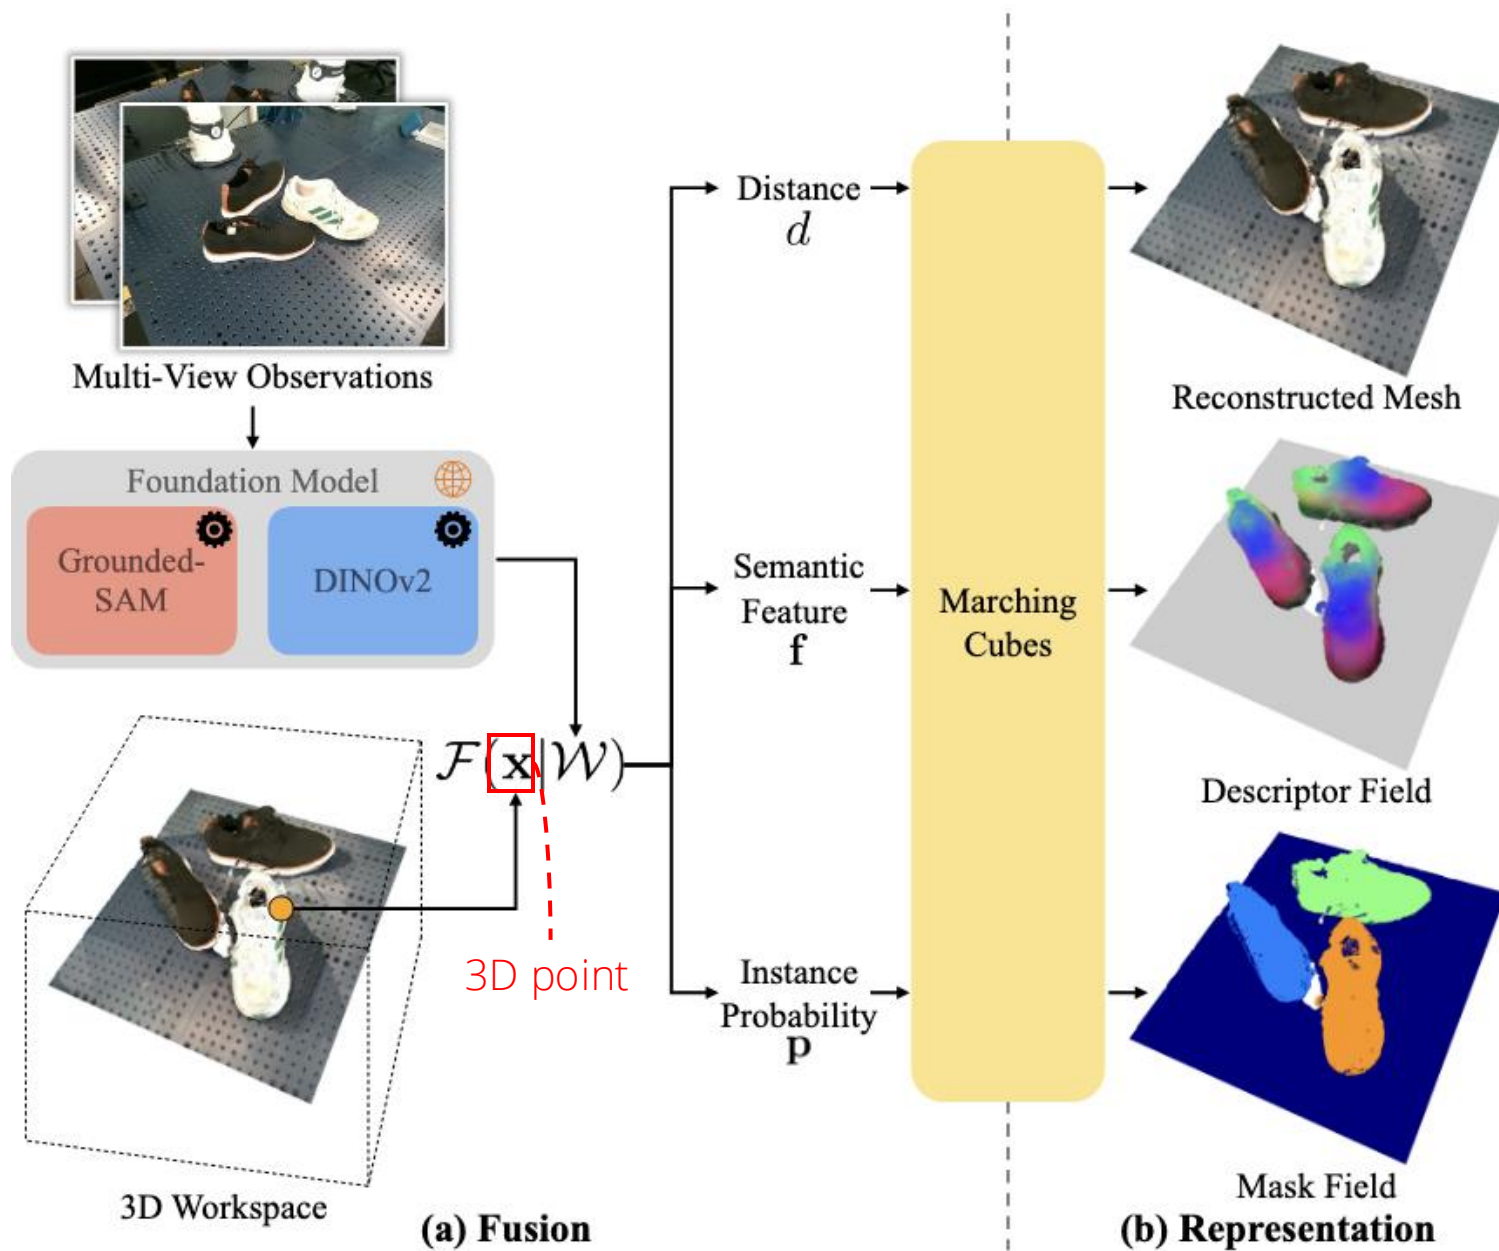 Multi-View Observations
Foundation Model
Grounded-
SAM
DINOv2
F(x|W)
3D point
3D Workspace
(a) Fusion
Distance
d
Semantic
Feature
f
Instance
Probability
p
Marching
Cubes
Reconstructed Mesh
Descriptor Field
Mask Field
(b) Representation